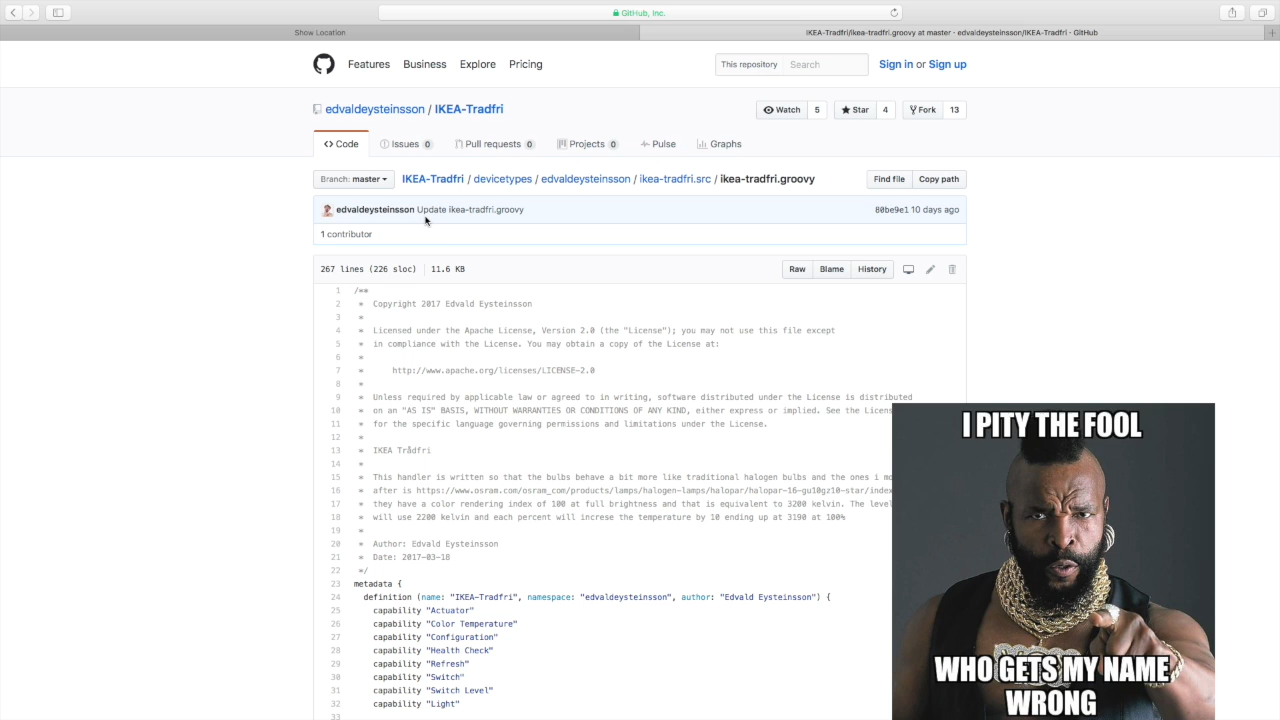 GitHub, Inc.
Show Location
IKEA-Tradfri/ikea-tradfri.groovy at master · edvaldeysteinsson/IKEA-Tradfri · GitHub
Features Business Explore Pricing
This repository Search
Sign in or Sign up
edvaldeysteinsson / IKEA-Tradfri
Watch 5 Star 4 Fork 13
<> Code Issues 0 Pull requests 0 Projects 0 Pulse Graphs
Branch: master IKEA-Tradfri / devicetypes / edvaldeysteinsson / ikea-tradfri.src / ikea-tradfri.groovy Find file Copy path
edvaldeysteinsson Update ikea-tradfri.groovy 80be9e1 10 days ago
1 contributor
267 lines (226 sloc) 11.6 KB Raw Blame History
1 /**
2 * Copyright 2017 Edvald Eysteinsson
3 *
4 * Licensed under the Apache License, Version 2.0 (the "License"); you may not use this file except
5 * in compliance with the License. You may obtain a copy of the License at:
6 *
7 * http://www.apache.org/licenses/LICENSE-2.0
8 *
9 * Unless required by applicable law or agreed to in writing, software distributed under the License is distributed
10 * on an "AS IS" BASIS, WITHOUT WARRANTIES OR CONDITIONS OF ANY KIND, either express or implied. See the Licens
11 * for the specific language governing permissions and limitations under the License.
12 *
13 * IKEA Trådfri
14 *
15 * This handler is written so that the bulbs behave a bit more like traditional halogen bulbs and the ones i mo
16 * after is https://www.osram.com/osram_com/products/lamps/halogen-lamps/halopar/halopar-16-gu10gz10-star/index
17 * they have a color rendering index of 100 at full brightness and that is equivalent to 3200 kelvin. The level
18 * will use 2200 kelvin and each percent will increse the temperature by 10 ending up at 3190 at 100%
19 *
20 * Author: Edvald Eysteinsson
21 * Date: 2017-03-18
22 */
23 metadata {
24 definition (name: "IKEA-Tradfri", namespace: "edvaldeysteinsson", author: "Edvald Eysteinsson") {
25 capability "Actuator"
26 capability "Color Temperature"
27 capability "Configuration"
28 capability "Health Check"
29 capability "Refresh"
30 capability "Switch"
31 capability "Switch Level"
32 capability "Light"
33
I PITY THE FOOL
WHO GETS MY NAME
WRONG